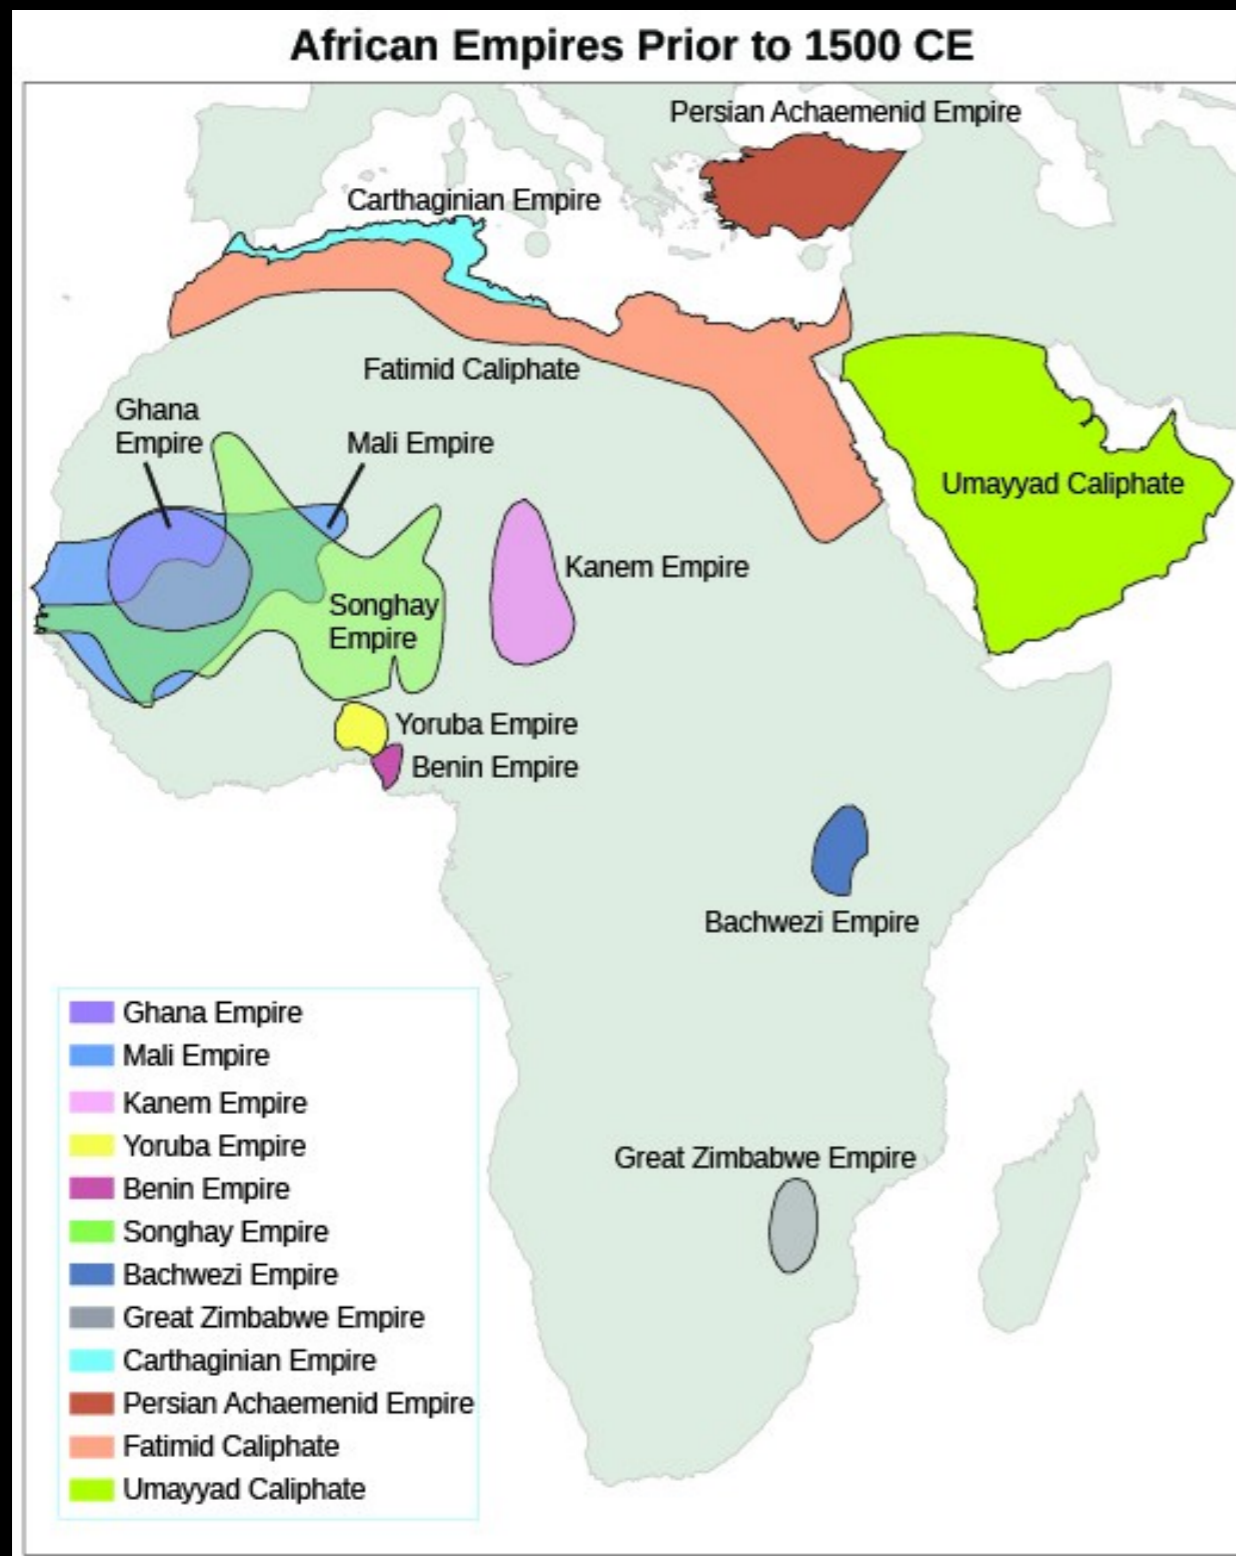 African Empires Prior to 1500 CE
Persian Achaemenid Empire
Carthaginian Empire
Fatimid Caliphate
Ghana
Empire
Mali Empire
Umayyad Caliphate
Kanem Empire
Songhay
Empire
Yoruba Empire
Benin Empire
Bachwezi Empire
Great Zimbabwe Empire
Ghana Empire
Mali Empire
Kanem Empire
Yoruba Empire
Benin Empire
Songhay Empire
Bachwezi Empire
Great Zimbabwe Empire
Carthaginian Empire
Persian Achaemenid Empire
Fatimid Caliphate
Umayyad Caliphate